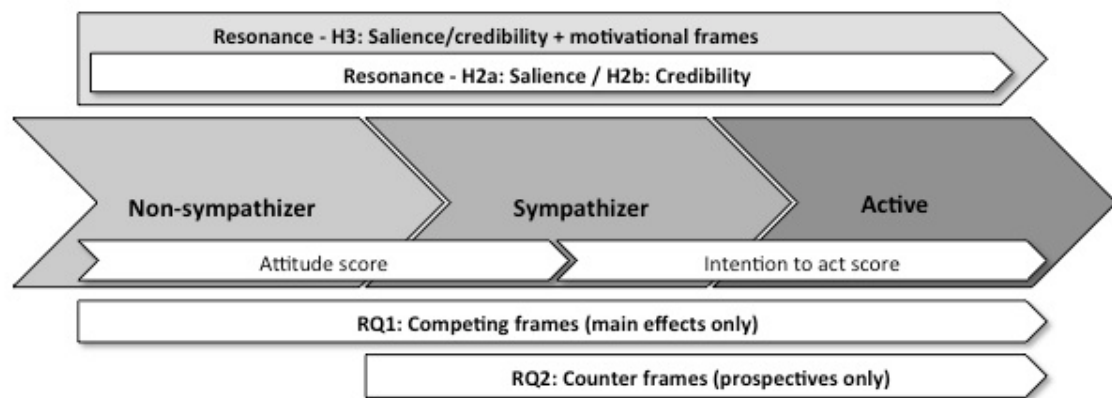 Resonance - H3: Salience/credibility + motivational frames
Resonance - H2a: Salience / H2b: Credibility
Non-sympathizer
Sympathizer
Active
Attitude score
Intention to act score
RQ1: Competing frames (main effects only)
RQ2: Counter frames (prospectives only)